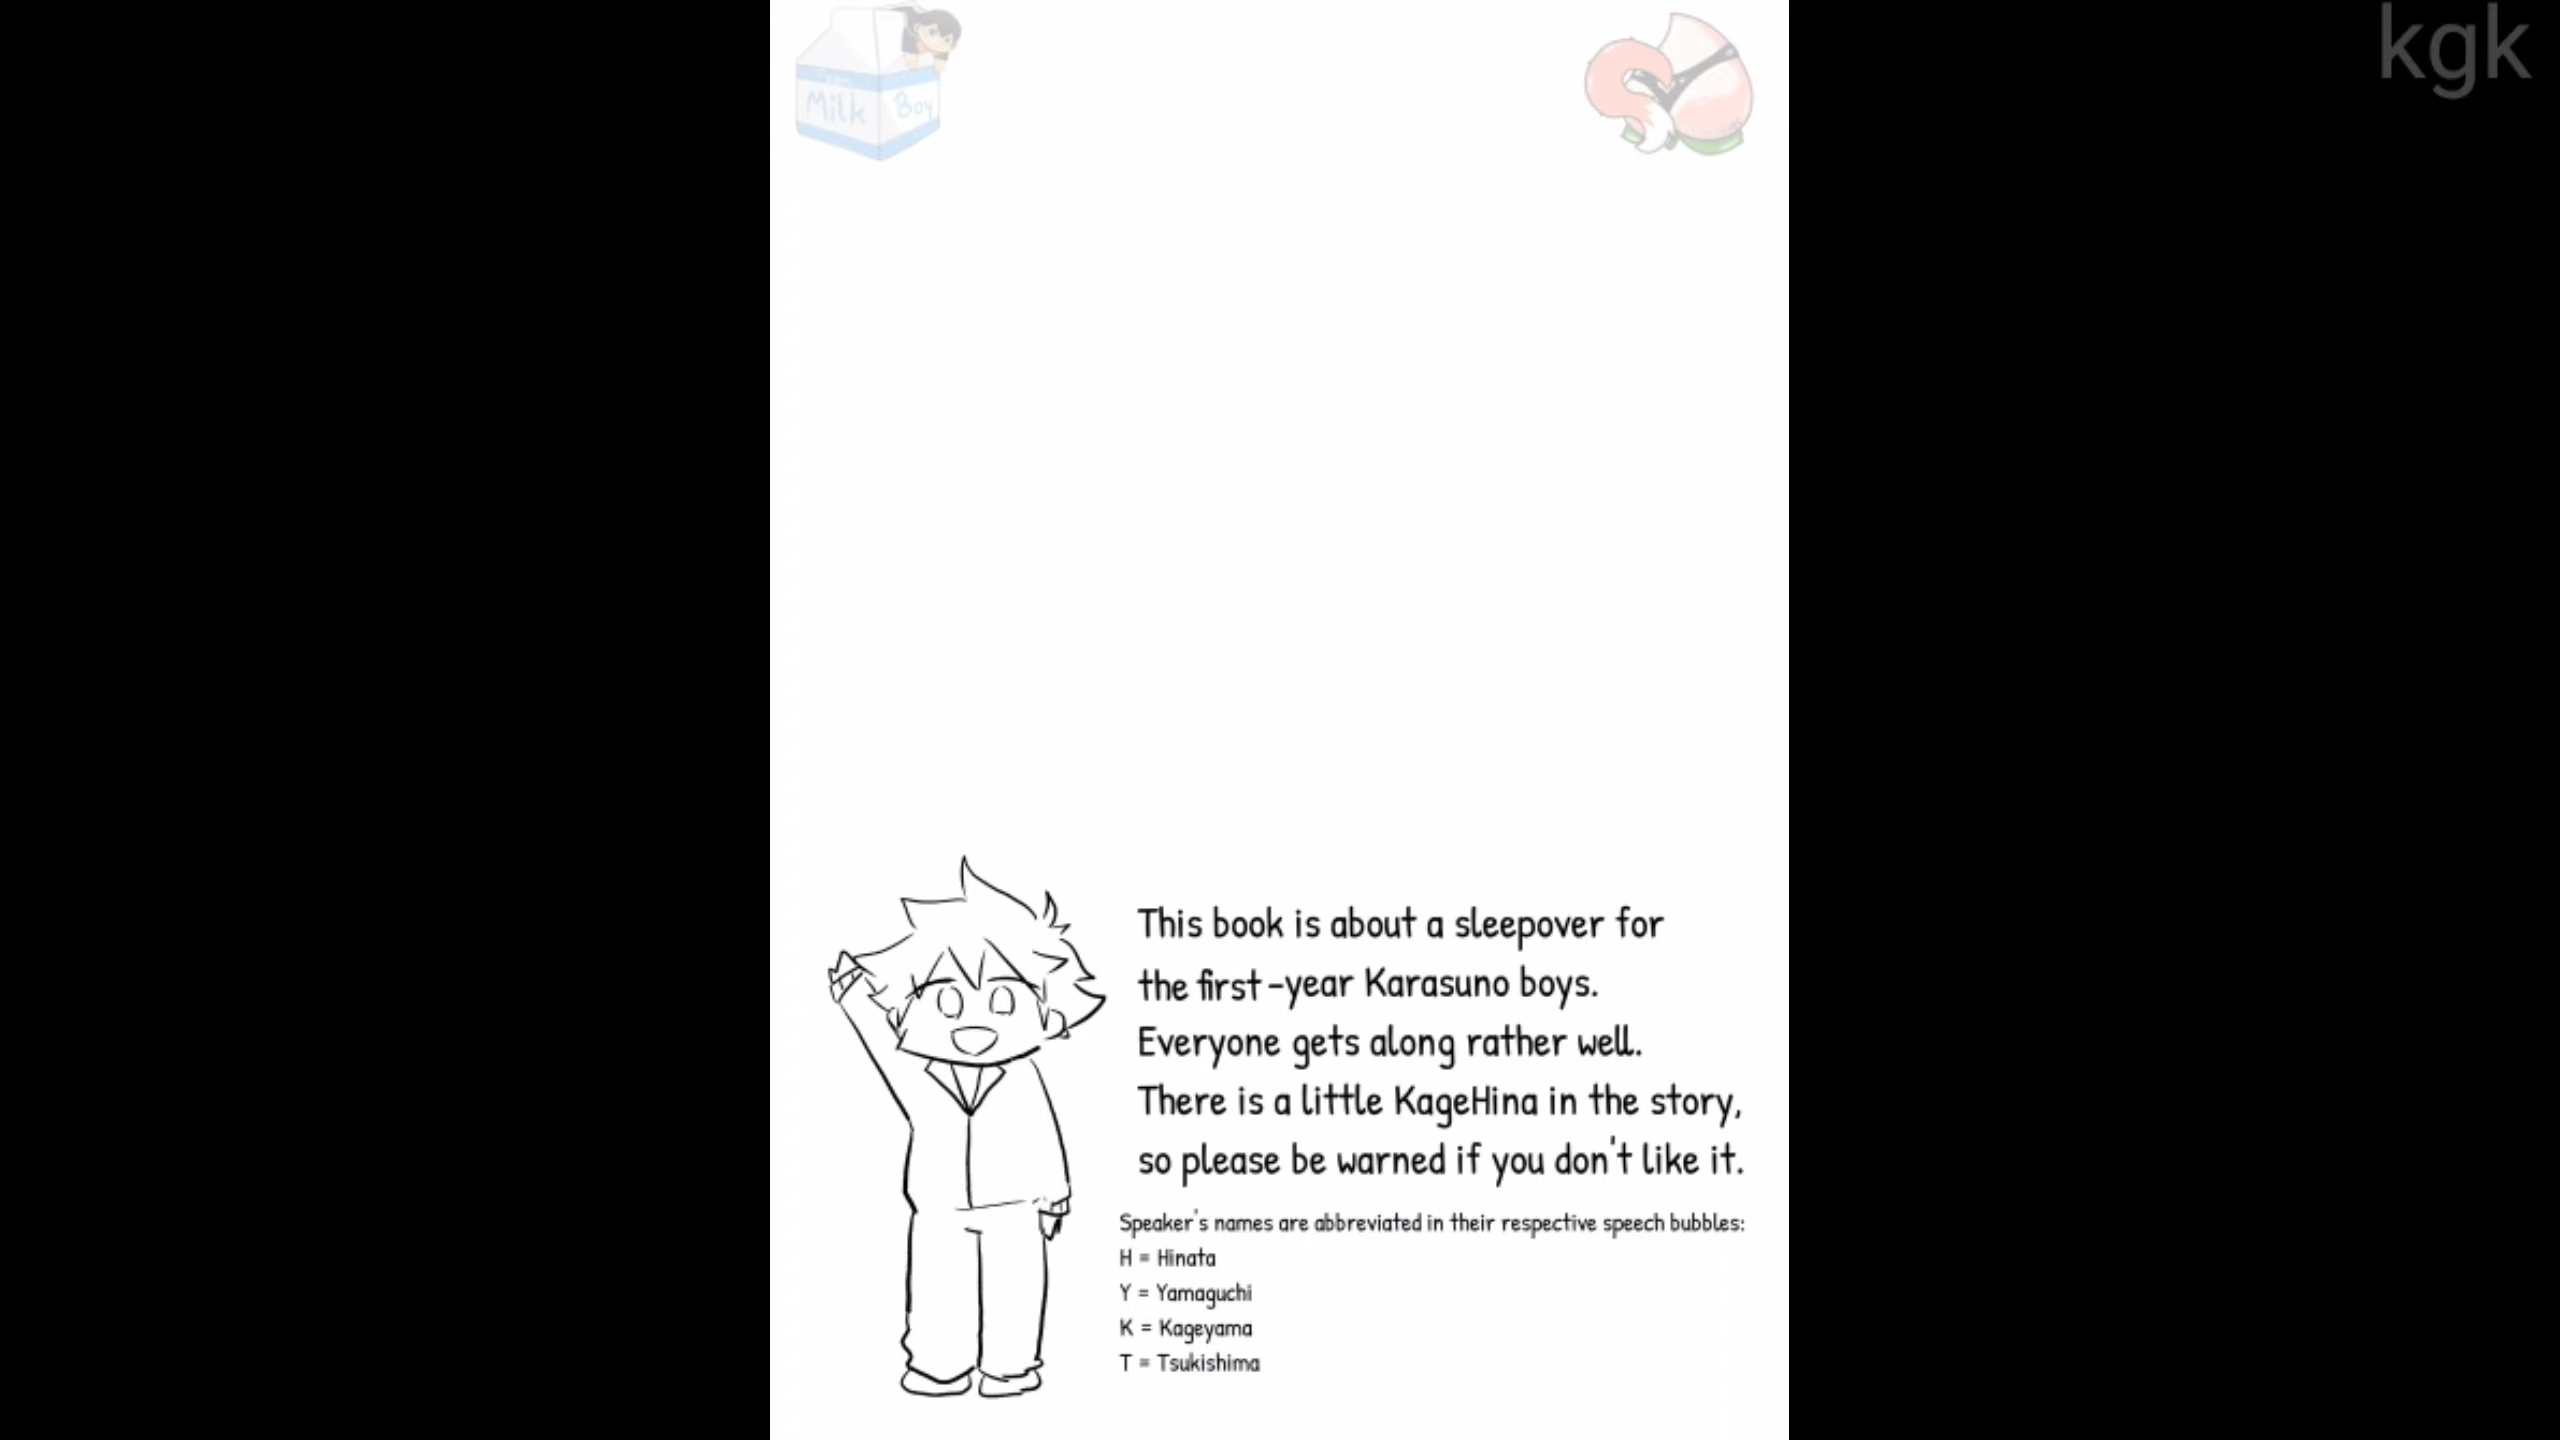 Milk Boy
kgk
This book is about a sleepover for
the first-year Karasuno boys.
Everyone gets along rather well.
There is a little KageHina in the story,
so please be warned if you don't like it.
Speaker's names are abbreviated in their respective speech bubbles:
H = Hinata
Y = Yamaguchi
K = Kageyama
T = Tsukishima